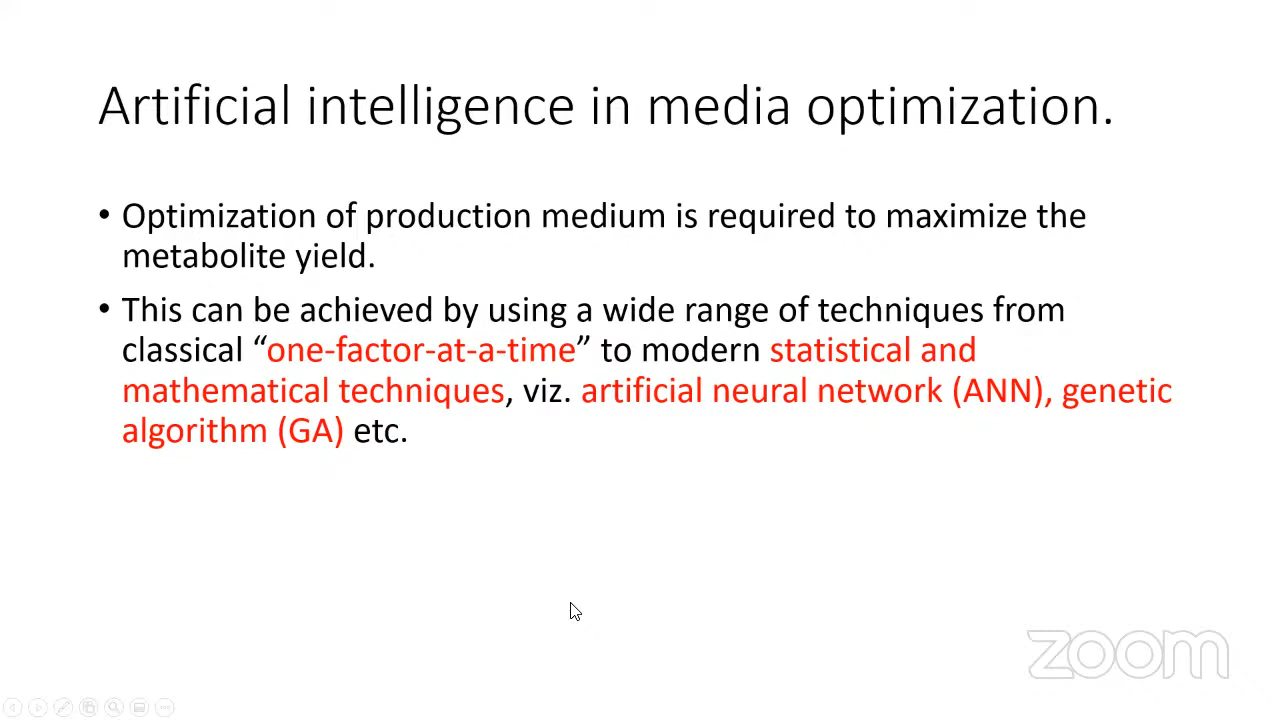 Artificial intelligence in media optimization.
• Optimization of production medium is required to maximize the
metabolite yield.
• This can be achieved by using a wide range of techniques from
classical “one-factor-at-a-time” to modern statistical and
mathematical techniques, viz. artificial neural network (ANN), genetic
algorithm (GA) etc.
zoom